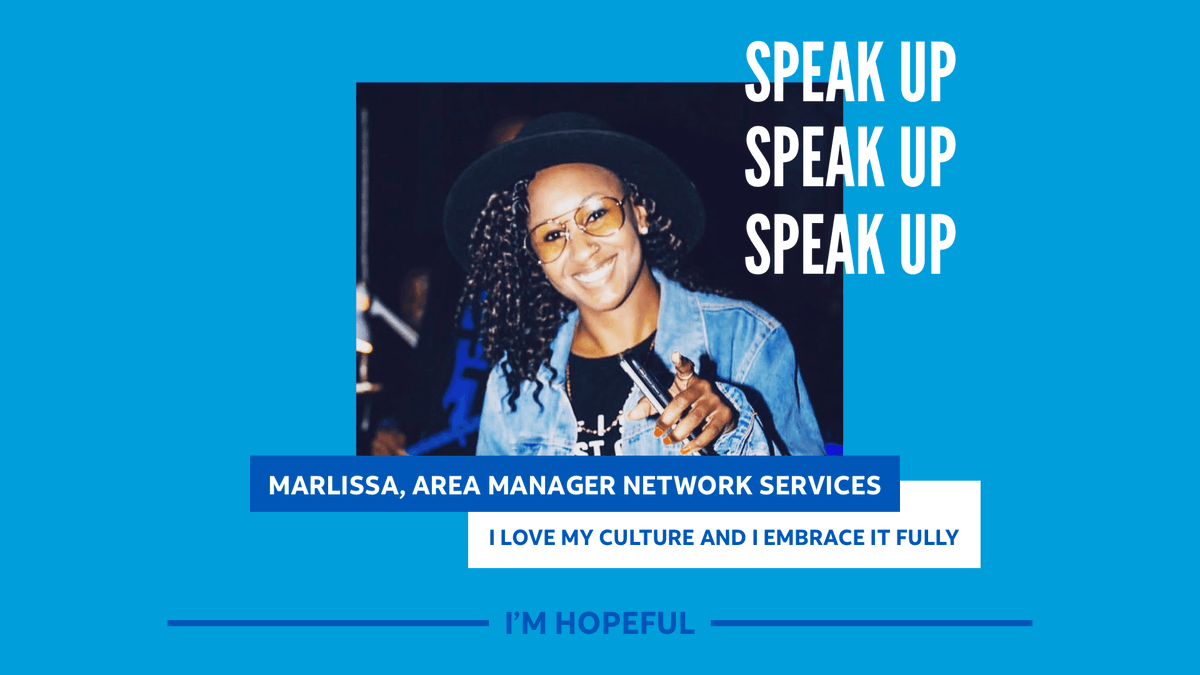 SPEAK UP
SPEAK UP
SPEAK UP
MARLISSA, AREA MANAGER NETWORK SERVICES
I LOVE MY CULTURE AND I EMBRACE IT FULLY
I'M HOPEFUL